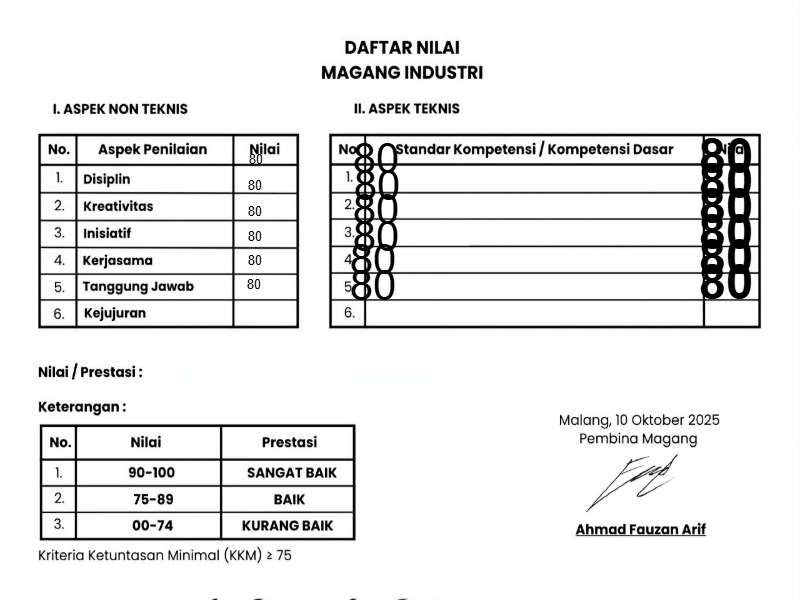 DAFTAR NILAI
MAGANG INDUSTRI
I. ASPEK NON TEKNIS
No. Aspek Penilaian Nilai
80
1. Disiplin 80
2. Kreativitas 80
3. Inisiatif 80
4. Kerjasama 80
5. Tanggung Jawab 80
6. Kejujuran
II. ASPEK TEKNIS
No. Standar Kompetensi / Kompetensi Dasar Nilai
80 80
1. 80 80
2. 80 80
3. 80 80
4. 80 80
5. 80 80
6.
Nilai / Prestasi :
Keterangan :
No. Nilai Prestasi
1. 90-100 SANGAT BAIK
2. 75-89 BAIK
3. 00-74 KURANG BAIK
Kriteria Ketuntasan Minimal (KKM) ≥ 75
Malang, 10 Oktober 2025
Pembina Magang
Ahmad Fauzan Arif